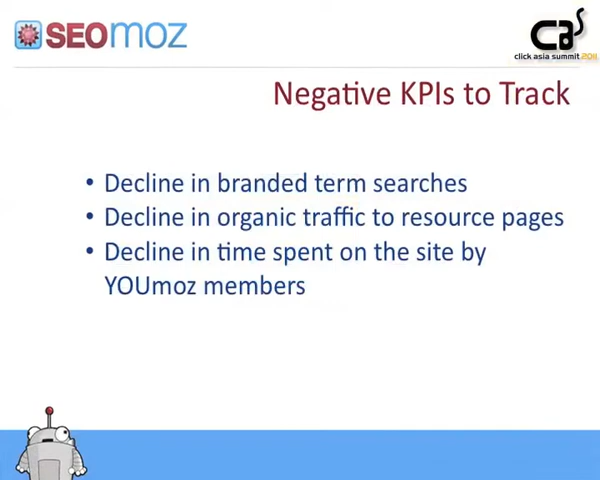 SEOmoz
click asia summit 2011
Negative KPIs to Track
• Decline in branded term searches
• Decline in organic traffic to resource pages
• Decline in time spent on the site by
YOUmoz members